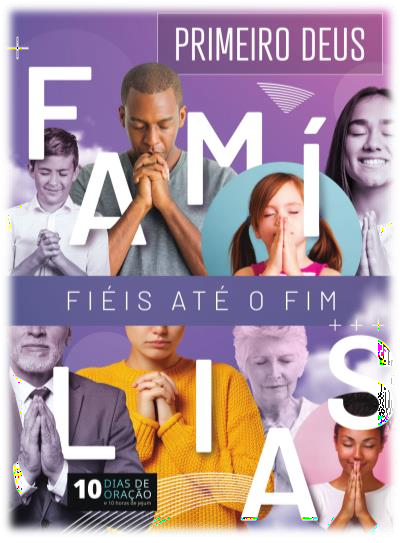 PRIMEIRO DEUS
FAMÍ
FIÉIS ATÉ O FIM
LIAS
10 DIAS DE
ORAÇÃO
e 10 horas de jejum